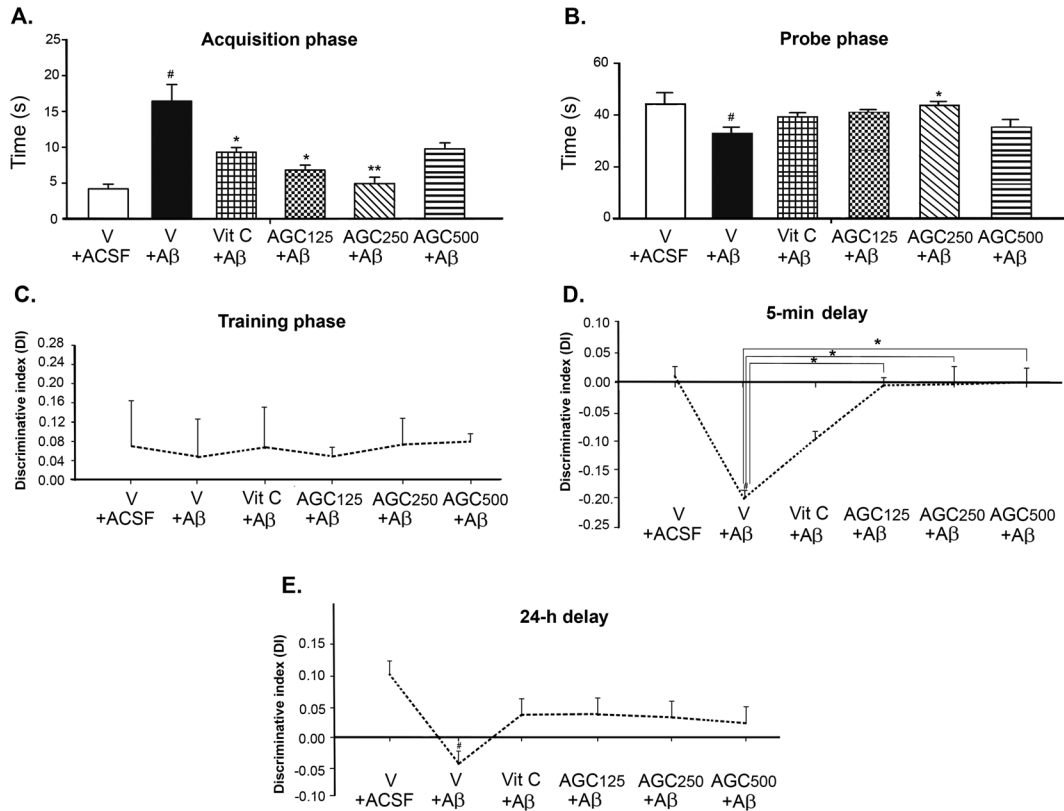 A.
Acquisition phase
Time (s)
25
20
15
10
5
0
#
*
*
**
V +ACSF
V +Aβ
Vit C +Aβ
AGC125 +Aβ
AGC250 +Aβ
AGC500 +Aβ
B.
Probe phase
Time (s)
60
40
20
0
#
*
V +ACSF
V +Aβ
Vit C +Aβ
AGC125 +Aβ
AGC250 +Aβ
AGC500 +Aβ
C.
Training phase
Discriminative index (DI)
0.28
0.24
0.20
0.16
0.12
0.08
0.04
0.00
V +ACSF
V +Aβ
Vit C +Aβ
AGC125 +Aβ
AGC250 +Aβ
AGC500 +Aβ
D.
5-min delay
Discriminative index (DI)
0.10
0.05
0.00
-0.05
-0.10
-0.15
-0.20
-0.25
*
*
*
#
V +ACSF
V +Aβ
Vit C +Aβ
AGC125 +Aβ
AGC250 +Aβ
AGC500 +Aβ
E.
24-h delay
Discriminative index (DI)
0.15
0.10
0.05
0.00
-0.05
-0.10
#
V +ACSF
V +Aβ
Vit C +Aβ
AGC125 +Aβ
AGC250 +Aβ
AGC500 +Aβ